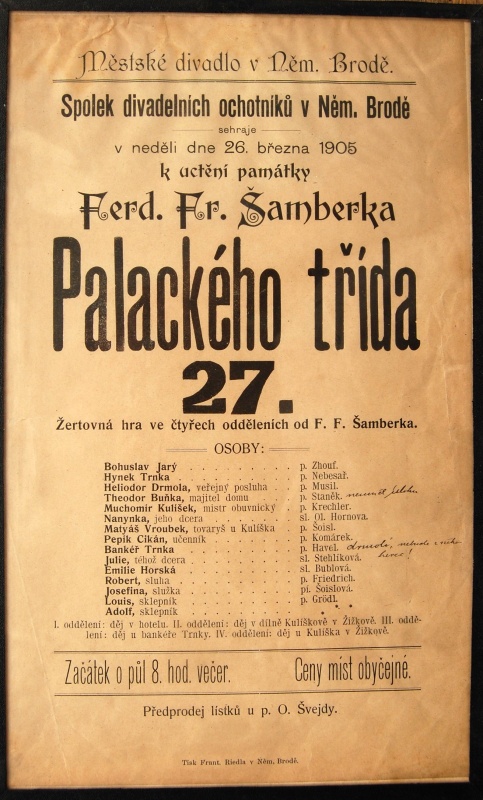 Městské divadlo v Něm. Brodě.
Spolek divadelních ochotníků v Něm. Brodě
sehraje
v neděli dne 26. března 1905
k uctění památky
Ferd. Fr. Šamberka
Palackého třída
27.
Žertovná hra ve čtyřech odděleních od F. F. Šamberka.
OSOBY:
Bohuslav Jarý . . . . . . . . . p. Zhouf.
Hynek Trnka . . . . . . . . . p. Nebesař.
Heliodor Drmola, veřejný posluha . . p. Musil.
Theodor Buňka, majitel domu . . . p. Staněk.
Muchomír Kulíšek, mistr obuvnický . p. Krechler.
Nanynka, jeho dcera . . . . . . sl. Ol. Hornova.
Matyáš Vroubek, tovaryš u Kulíška . p. Šoisl.
Pepík Cikán, učenník . . . . . . p. Komárek.
Bankéř Trnka . . . . . . . . . p. Havel.
Julie, téhož dcera . . . . . . . sl. Stehlíková.
Emilie Horská . . . . . . . . sl. Bublová.
Robert, sluha . . . . . . . . . p. Friedrich.
Josefina, služka . . . . . . . . pí. Šoislová.
Louis, sklepník . . . . . . . . p. Grödl.
Adolf, sklepník . . . . . . . . * * *
I. oddělení: děj v hotelu. II. oddělení: děj v dílně Kulíškově v Žižkově. III. oddě-
lení: děj u bankéře Trnky. IV. oddělení: děj u Kulíška v Žižkově.
Začátek o půl 8. hod. večer. Ceny míst obyčejné.
Předprodej lístků u p. O. Švejdy.
Tisk Frant. Riedla v Něm. Brodě.